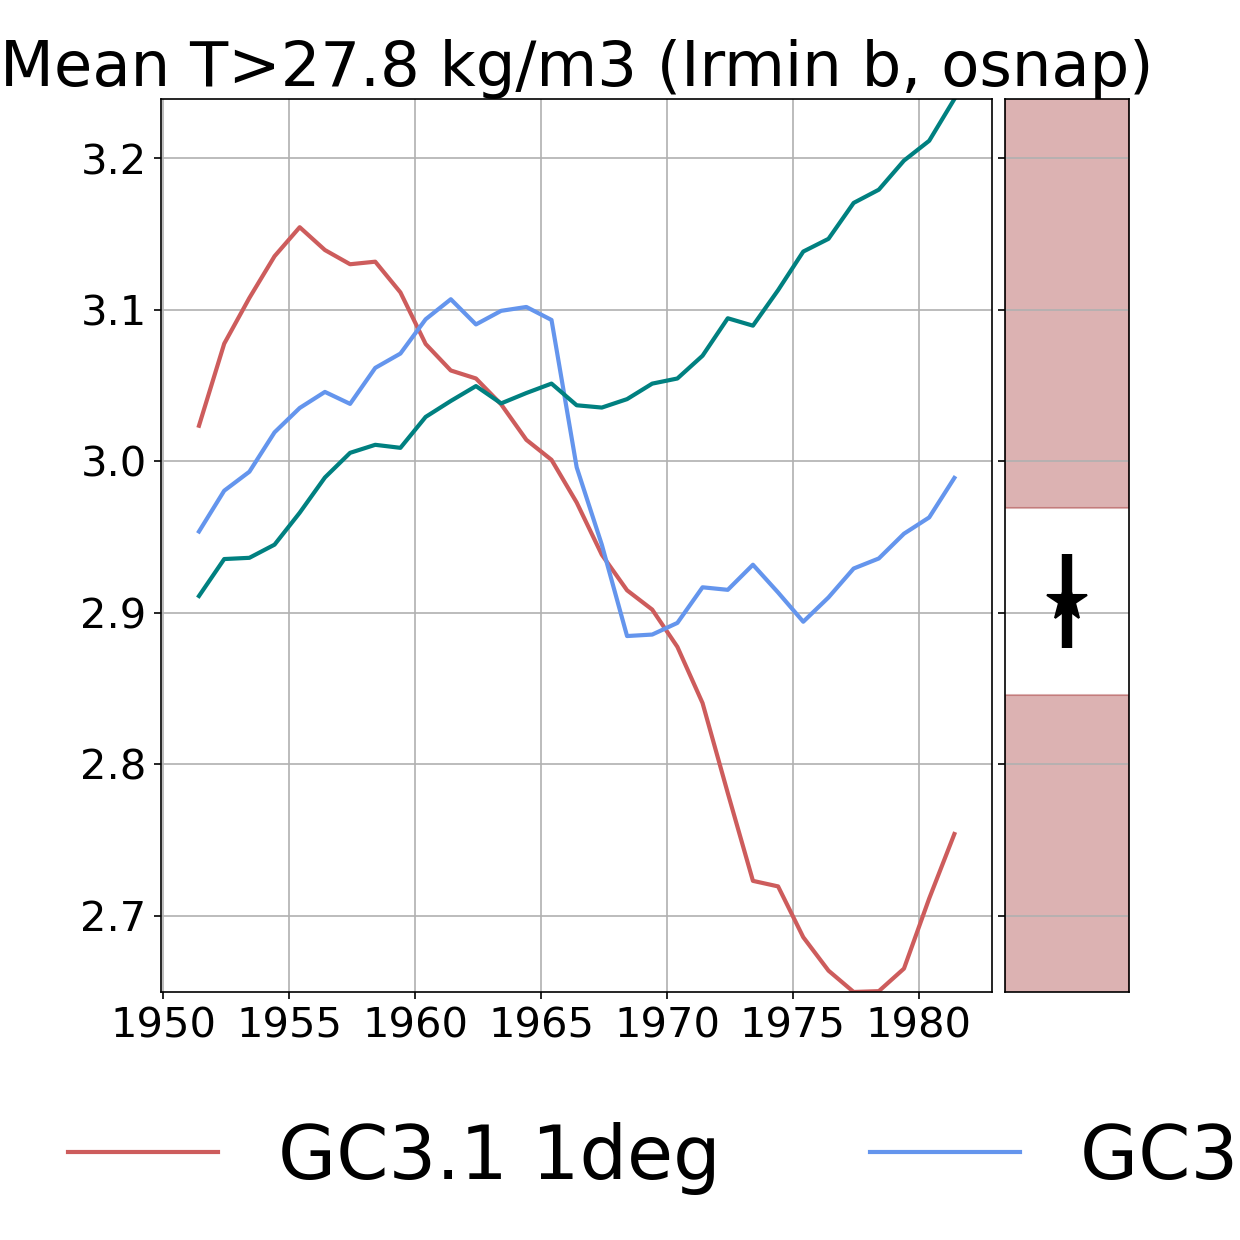 Mean T>27.8 kg/m3 (Irmin b, osnap)
3.2
3.1
3.0
2.9
2.8
2.7
1950 1955 1960 1965 1970 1975 1980
GC3.1 1deg GC3